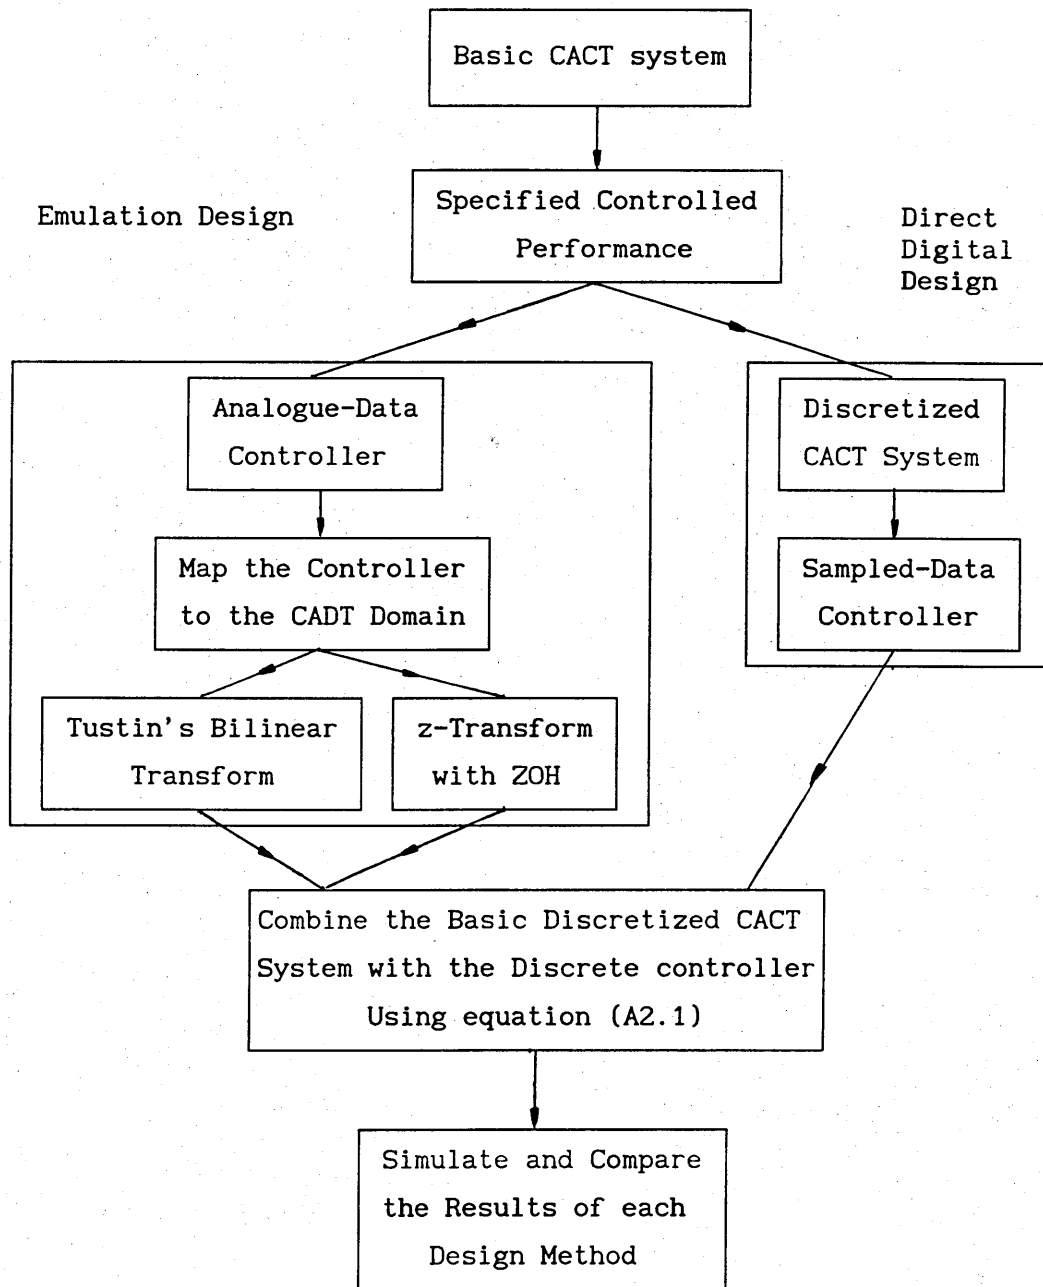 Basic CACT system
Specified Controlled
Performance
Emulation Design
Direct
Digital
Design
Analogue-Data
Controller
Discretized
CACT System
Map the Controller
to the CADT Domain
Sampled-Data
Controller
Tustin's Bilinear
Transform
z-Transform
with ZOH
Combine the Basic Discretized CACT
System with the Discrete controller
Using equation (A2.1)
Simulate and Compare
the Results of each
Design Method